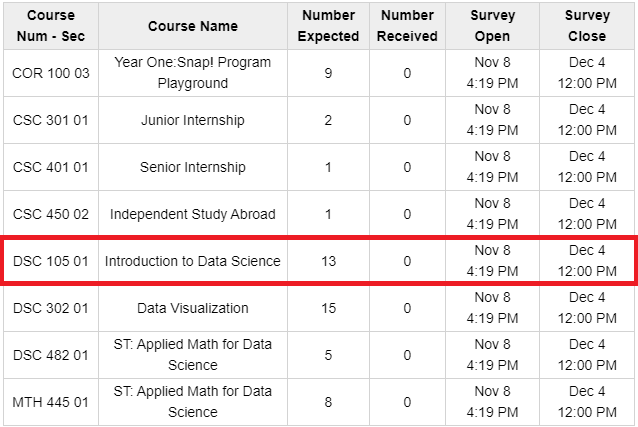 Course Num - Sec Course Name Number Expected Number Received Survey Open Survey Close
COR 100 03 Year One:Snap! Program Playground 9 0 Nov 8 4:19 PM Dec 4 12:00 PM
CSC 301 01 Junior Internship 2 0 Nov 8 4:19 PM Dec 4 12:00 PM
CSC 401 01 Senior Internship 1 0 Nov 8 4:19 PM Dec 4 12:00 PM
CSC 450 02 Independent Study Abroad 1 0 Nov 8 4:19 PM Dec 4 12:00 PM
DSC 105 01 Introduction to Data Science 13 0 Nov 8 4:19 PM Dec 4 12:00 PM
DSC 302 01 Data Visualization 15 0 Nov 8 4:19 PM Dec 4 12:00 PM
DSC 482 01 ST: Applied Math for Data Science 5 0 Nov 8 4:19 PM Dec 4 12:00 PM
MTH 445 01 ST: Applied Math for Data Science 8 0 Nov 8 4:19 PM Dec 4 12:00 PM